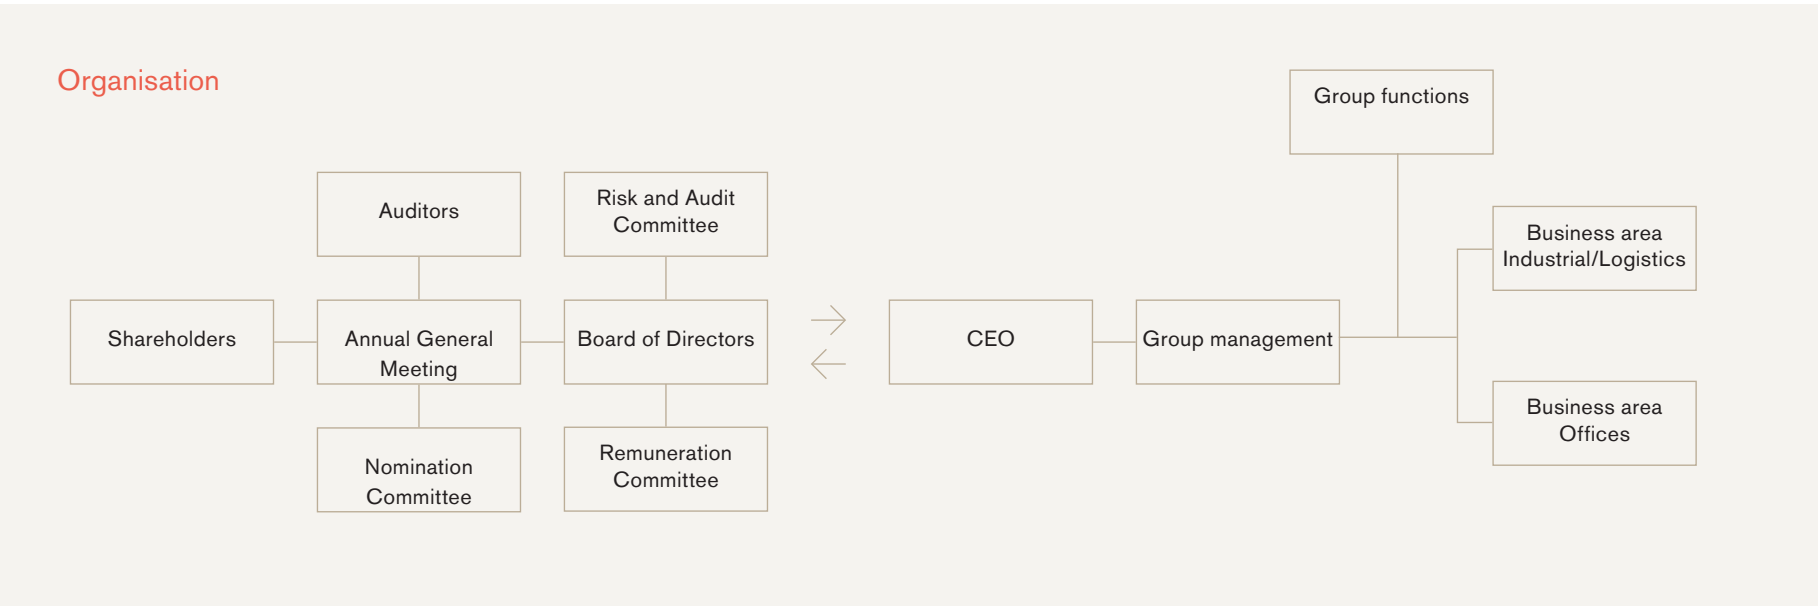 Organisation
Group functions
Auditors
Risk and Audit
Committee
Business area
Industrial/Logistics
Shareholders
Annual General
Meeting
Board of Directors
CEO
Group management
Business area
Offices
Nomination
Committee
Remuneration
Committee